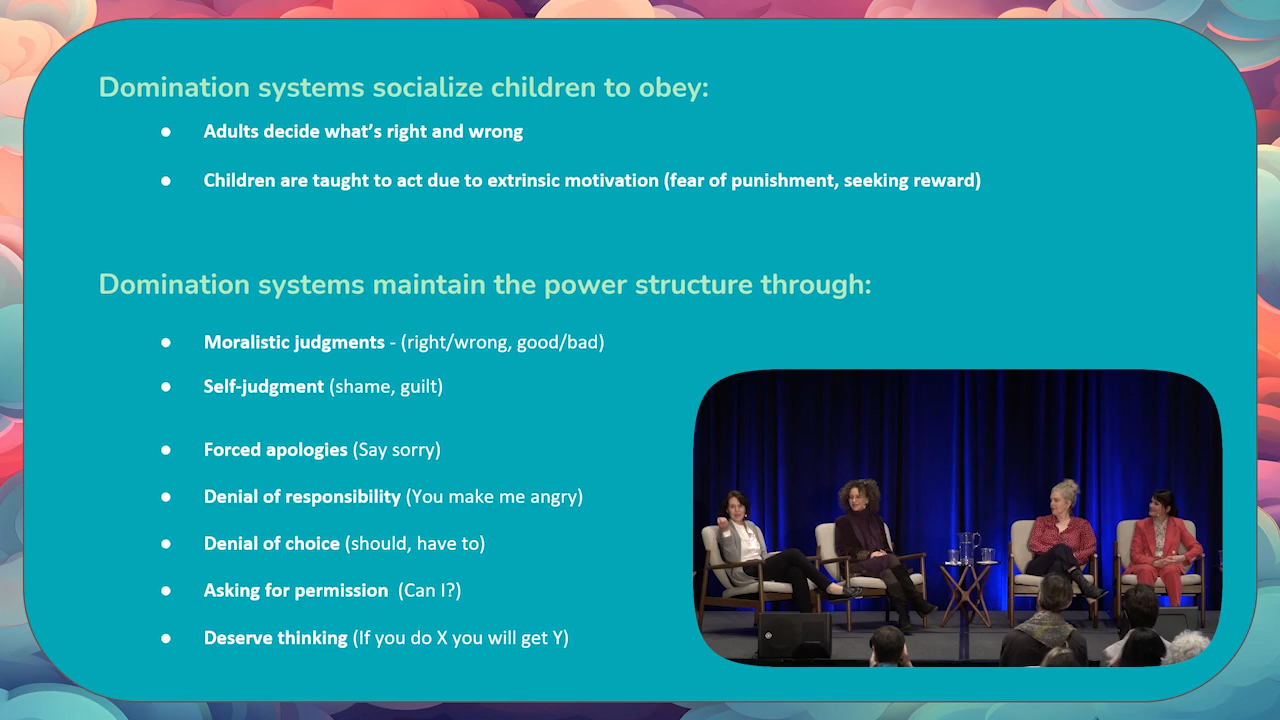 Domination systems socialize children to obey:
● Adults decide what's right and wrong
● Children are taught to act due to extrinsic motivation (fear of punishment, seeking reward)
Domination systems maintain the power structure through:
● Moralistic judgments - (right/wrong, good/bad)
● Self-judgment (shame, guilt)
● Forced apologies (Say sorry)
● Denial of responsibility (You make me angry)
● Denial of choice (should, have to)
● Asking for permission  (Can I?)
● Deserve thinking (If you do X you will get Y)